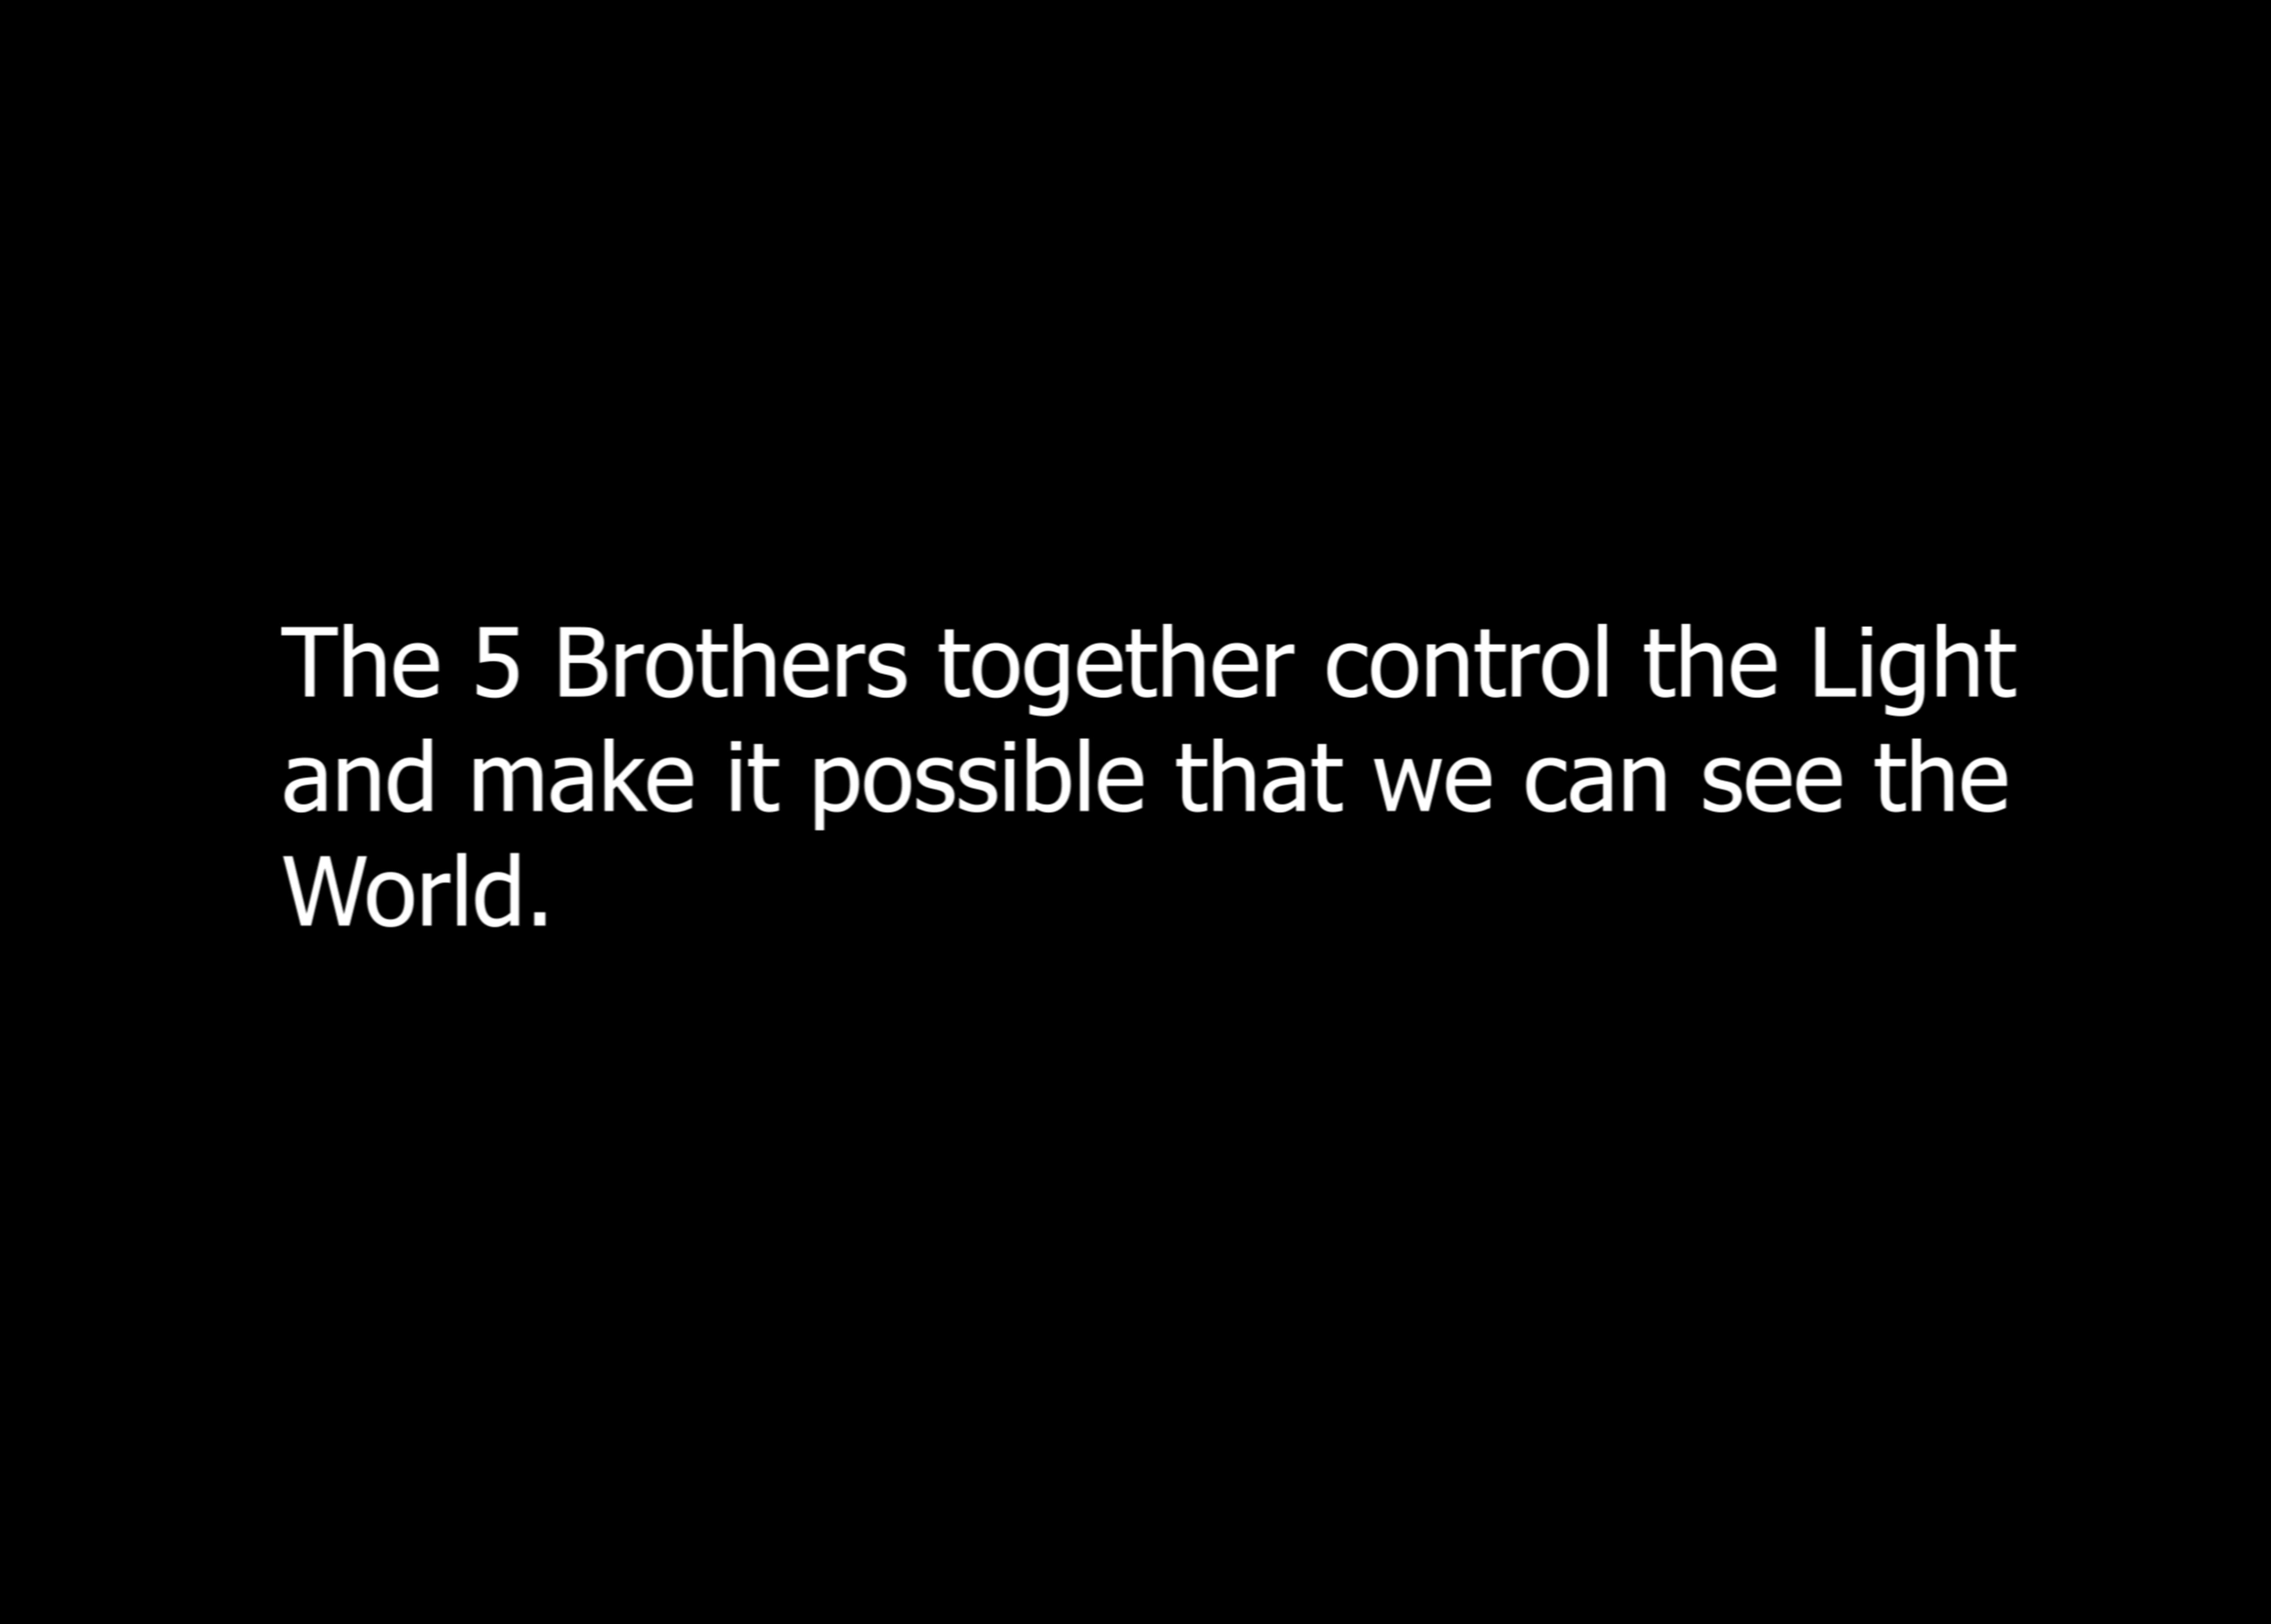 The 5 Brothers together control the Light
and make it possible that we can see the
World.